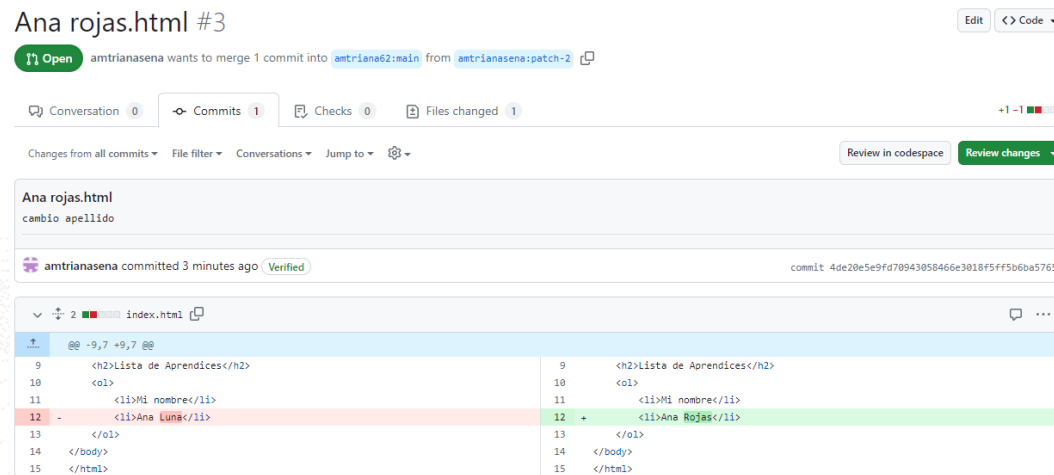 Ana rojas.html #3
Edit
<> Code
Open
amtrianasena wants to merge 1 commit into amtriana62:main from amtrianasena:patch-2
Conversation 0
Commits 1
Checks 0
Files changed 1
+1 −1
Changes from all commits
File filter
Conversations
Jump to
Review in codespace
Review changes
Ana rojas.html
cambio apellido
amtrianasena committed 3 minutes ago Verified
commit 4de20e5e9fd70943058466e3018f5ff5b6ba5765
2 index.html
@@ -9,7 +9,7 @@
9 <h2>Lista de Aprendices</h2>
10 <ol>
11 <li>Mi nombre</li>
12 - <li>Ana Luna</li>
13 </ol>
14 </body>
15 </html>
9 <h2>Lista de Aprendices</h2>
10 <ol>
11 <li>Mi nombre</li>
12 + <li>Ana Rojas</li>
13 </ol>
14 </body>
15 </html>